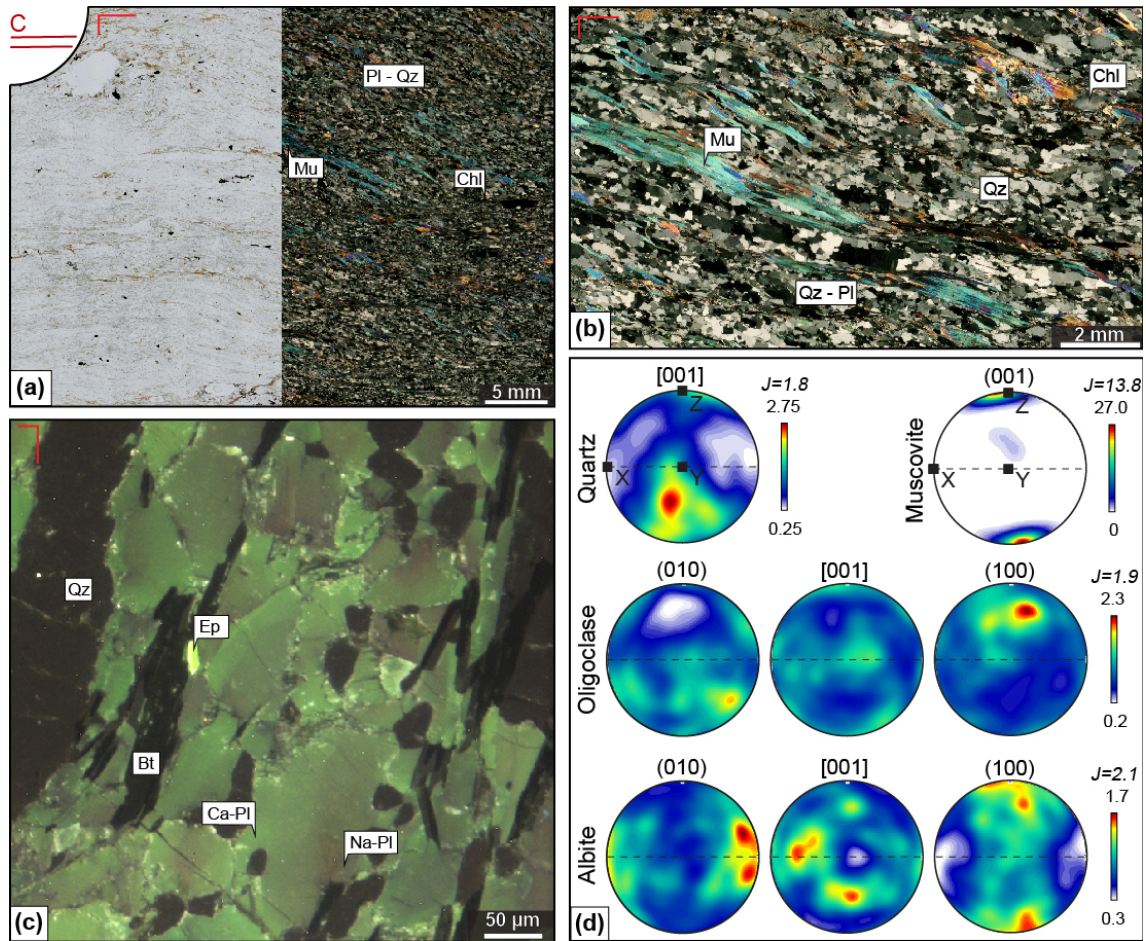 C
Pl - Qz
Mu
Chl
5 mm
(a)
Chl
Mu
Qz
Qz - Pl
2 mm
(b)
Qz
Ep
Bt
Ca-Pl
Na-Pl
50 µm
(c)
[001]
J=1.8
2.75
Z
X
Y
0.25
Quartz
(001)
J=13.8
27.0
Z
X
Y
0
Muscovite
(010)
[001]
(100)
J=1.9
2.3
0.2
Oligoclase
(010)
[001]
(100)
J=2.1
1.7
0.3
Albite
(d)